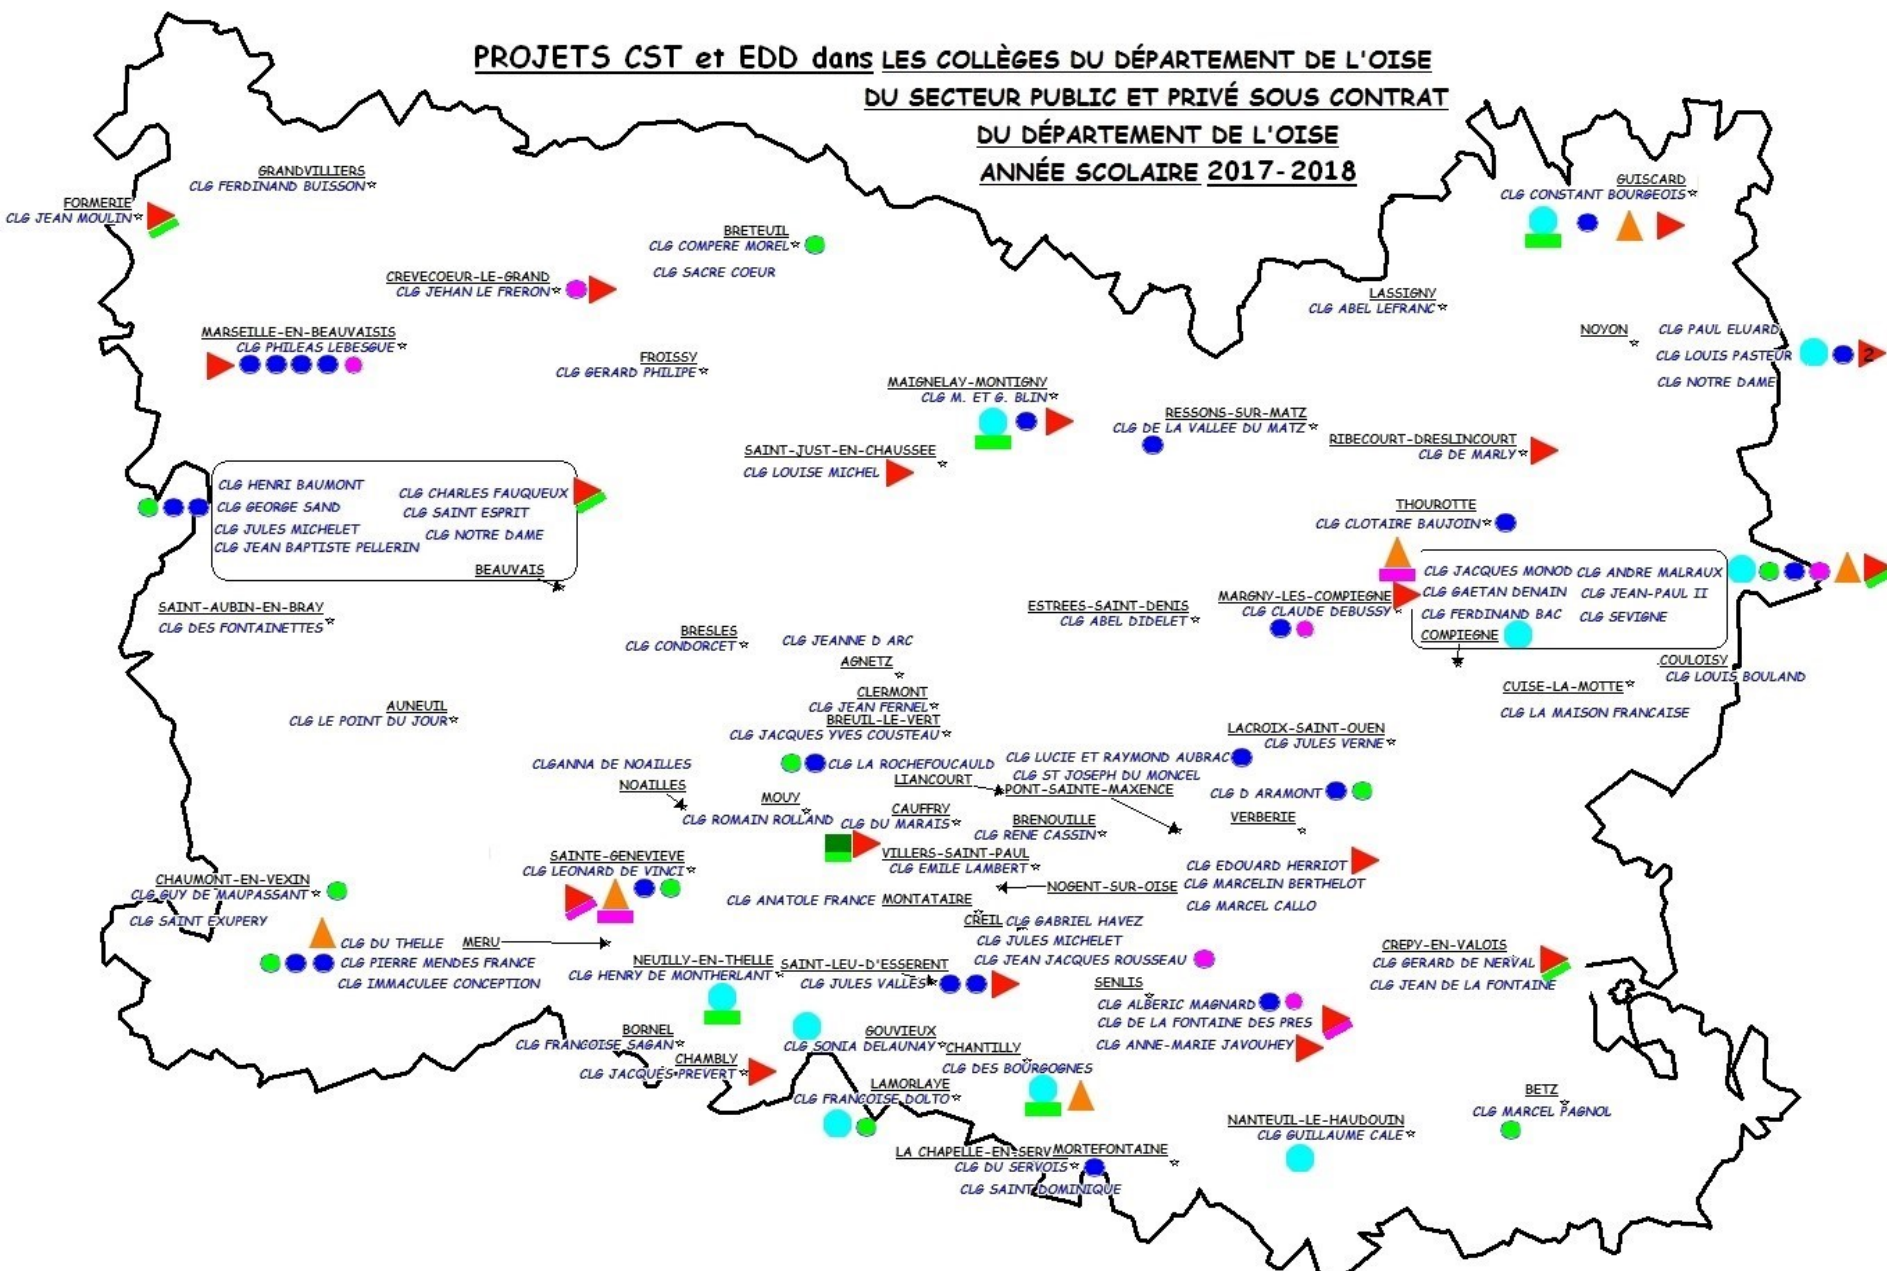 PROJETS CST et EDD dans LES COLLÈGES DU DÉPARTEMENT DE L'OISE
DU SECTEUR PUBLIC ET PRIVÉ SOUS CONTRAT
DU DÉPARTEMENT DE L'OISE
ANNÉE SCOLAIRE 2017-2018
GRANDVILLIERS
CLG FERDINAND BUISSON
FORMERIE
CLG JEAN MOULIN
GUISCARD
CLG CONSTANT BOURGEOIS
BRETEUIL
CLG COMPERE MOREL
CLG SACRE COEUR
CREVECOEUR-LE-GRAND
CLG JEHAN LE FRERON
LASSIGNY
CLG ABEL LEFRANC
MARSEILLE-EN-BEAUVAISIS
CLG PHILEAS LEBESGUE
FROISSY
CLG GERARD PHILIPE
NOYON
CLG PAUL ELUARD
CLG LOUIS PASTEUR
2
CLG NOTRE DAME
MAIGNELAY-MONTIGNY
CLG M. ET G. BLIN
RESSONS-SUR-MATZ
CLG DE LA VALLEE DU MATZ
RIBECOURT-DRESLINCOURT
CLG DE MARLY
SAINT-JUST-EN-CHAUSSEE
CLG LOUISE MICHEL
CLG HENRI BAUMONT
CLG GEORGE SAND
CLG JULES MICHELET
CLG JEAN BAPTISTE PELLERIN
CLG CHARLES FAUQUEUX
CLG SAINT ESPRIT
CLG NOTRE DAME
BEAUVAIS
THOUROTTE
CLG CLOTAIRE BAUJOIN
CLG JACQUES MONOD
CLG GAETAN DENAIN
CLG FERDINAND BAC
CLG ANDRE MALRAUX
CLG JEAN-PAUL II
CLG SEVIGNE
COMPIEGNE
SAINT-AUBIN-EN-BRAY
CLG DES FONTAINETTES
ESTREES-SAINT-DENIS
CLG ABEL DIDELET
MARGNY-LES-COMPIEGNE
CLG CLAUDE DEBUSSY
BRESLES
CLG CONDORCET
CLG JEANNE D ARC
AGNETZ
COULOISY
CLG LOUIS BOULAND
CUISE-LA-MOTTE
CLG LA MAISON FRANCAISE
AUNEUIL
CLG LE POINT DU JOUR
CLERMONT
CLG JEAN FERNEL
BREUIL-LE-VERT
CLG JACQUES YVES COUSTEAU
LACROIX-SAINT-OUEN
CLG JULES VERNE
CLGANNA DE NOAILLES
NOAILLES
CLG LA ROCHEFOUCAULD
LIANCOURT
CLG LUCIE ET RAYMOND AUBRAC
CLG ST JOSEPH DU MONCEL
PONT-SAINTE-MAXENCE
CLG D ARAMONT
VERBERIE
MOUY
CLG ROMAIN ROLLAND
CAUFFRY
CLG DU MARAIS
BRENOUILLE
CLG RENE CASSIN
VILLERS-SAINT-PAUL
CLG EMILE LAMBERT
SAINTE-GENEVIEVE
CLG LEONARD DE VINCI
CLG EDOUARD HERRIOT
NOGENT-SUR-OISE
CLG MARCELIN BERTHELOT
CLG MARCEL CALLO
CHAUMONT-EN-VEXIN
CLG GUY DE MAUPASSANT
CLG SAINT EXUPERY
CLG ANATOLE FRANCE MONTATAIRE
CREIL CLG GABRIEL HAVEZ
CLG JULES MICHELET
CLG JEAN JACQUES ROUSSEAU
CLG DU THELLE
MERU
CLG PIERRE MENDES FRANCE
CLG IMMACULEE CONCEPTION
NEUILLY-EN-THELLE
CLG HENRY DE MONTHERLANT
SAINT-LEU-D'ESSERENT
CLG JULES VALLES
CREPY-EN-VALOIS
CLG GERARD DE NERVAL
CLG JEAN DE LA FONTAINE
SENLIS
CLG ALBERIC MAGNARD
CLG DE LA FONTAINE DES PRES
CLG ANNE-MARIE JAVOUHEY
BORNEL
CLG FRANCOISE SAGAN
GOUVIEUX
CLG SONIA DELAUNAY
CHANTILLY
CLG DES BOURGOGNES
CHAMBLY
CLG JACQUES PREVERT
LAMORLAYE
CLG FRANCOISE DOLTO
BETZ
CLG MARCEL PAGNOL
NANTEUIL-LE-HAUDOUIN
CLG GUILLAUME CALE
LA CHAPELLE-EN-SERV
MORTEFONTAINE
CLG DU SERVOIS
CLG SAINT DOMINIQUE